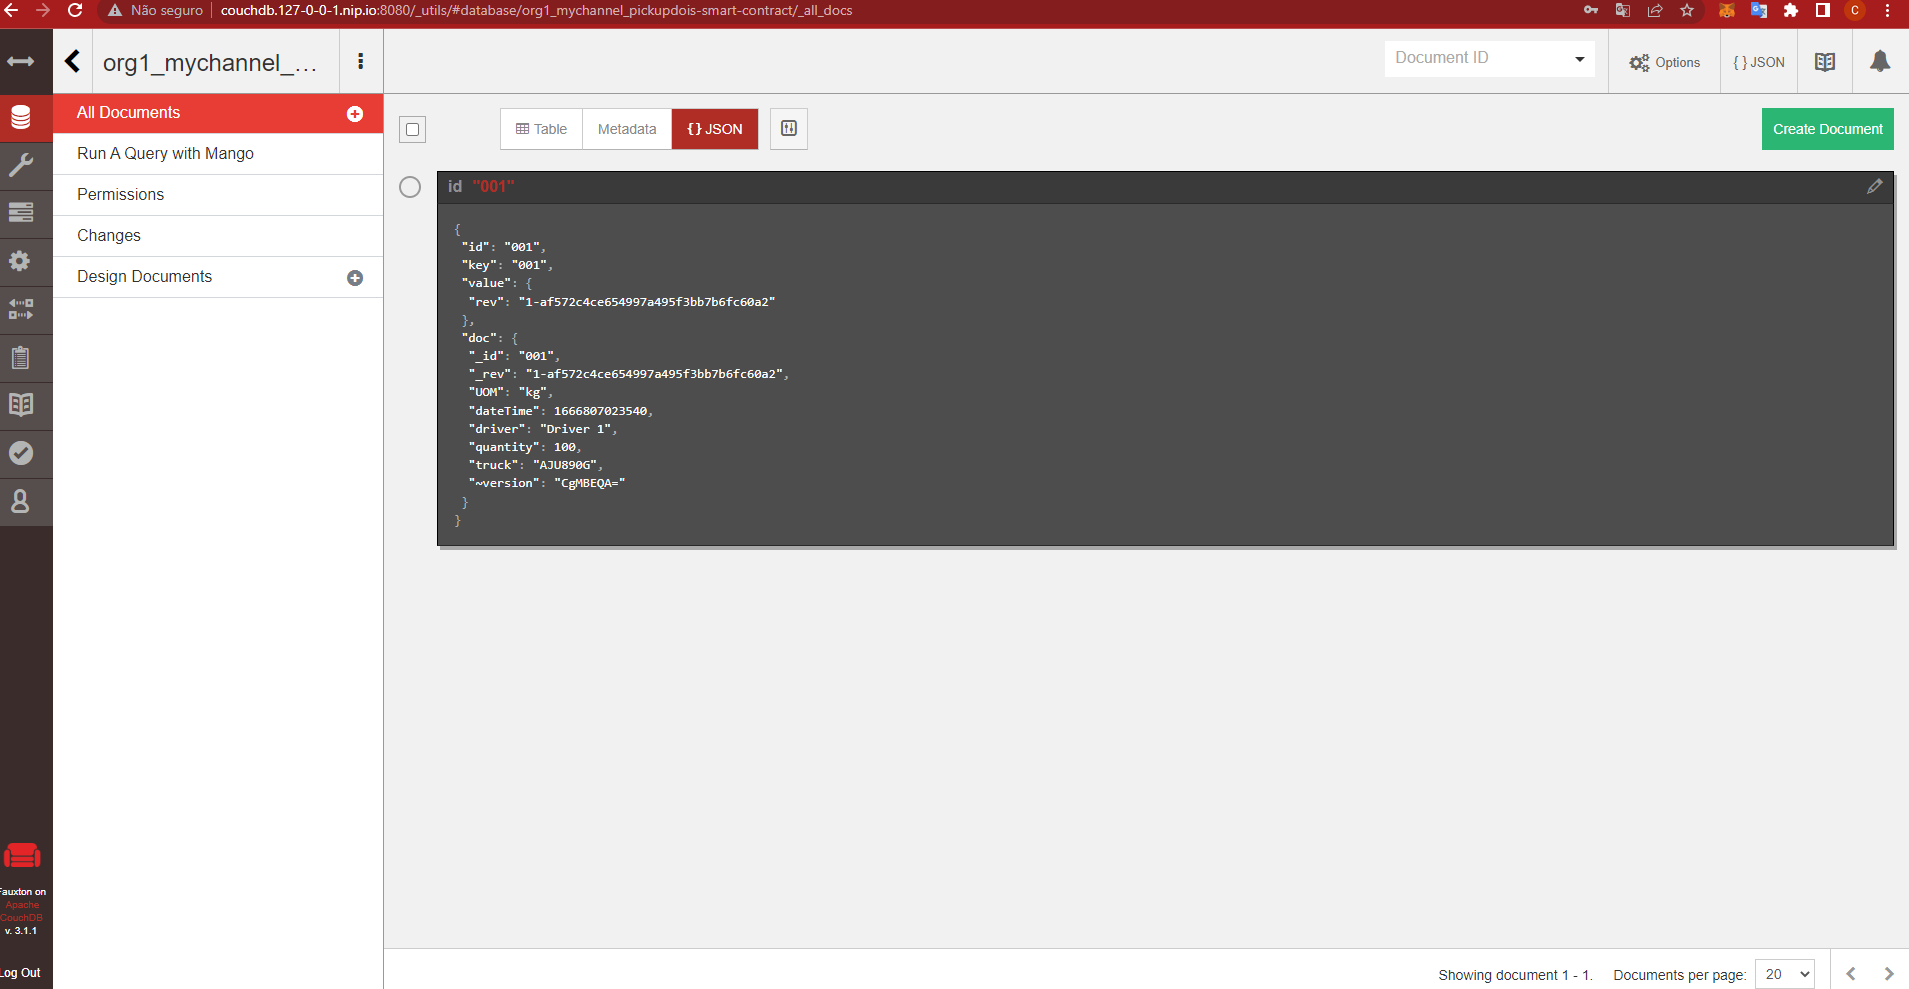 Não seguro
couchdb.127-0-0-1.nip.io:8080/_utils/#database/org1_mychannel_pickupdois-smart-contract/_all_docs
C
org1_mychannel_...
Document ID
Options
{ } JSON
All Documents
Run A Query with Mango
Permissions
Changes
Design Documents
Table
Metadata
{ } JSON
Create Document
id "001"
{
"id": "001",
"key": "001",
"value": {
"rev": "1-af572c4ce654997a495f3bb7b6fc60a2"
},
"doc": {
"_id": "001",
"_rev": "1-af572c4ce654997a495f3bb7b6fc60a2",
"UOM": "kg",
"dateTime": 1666807023540,
"driver": "Driver 1",
"quantity": 100,
"truck": "AJU890G",
"~version": "CgMBEQA="
}
}
Fauxton on
Apache
CouchDB
v. 3.1.1
Log Out
Showing document 1 - 1.
Documents per page:
20